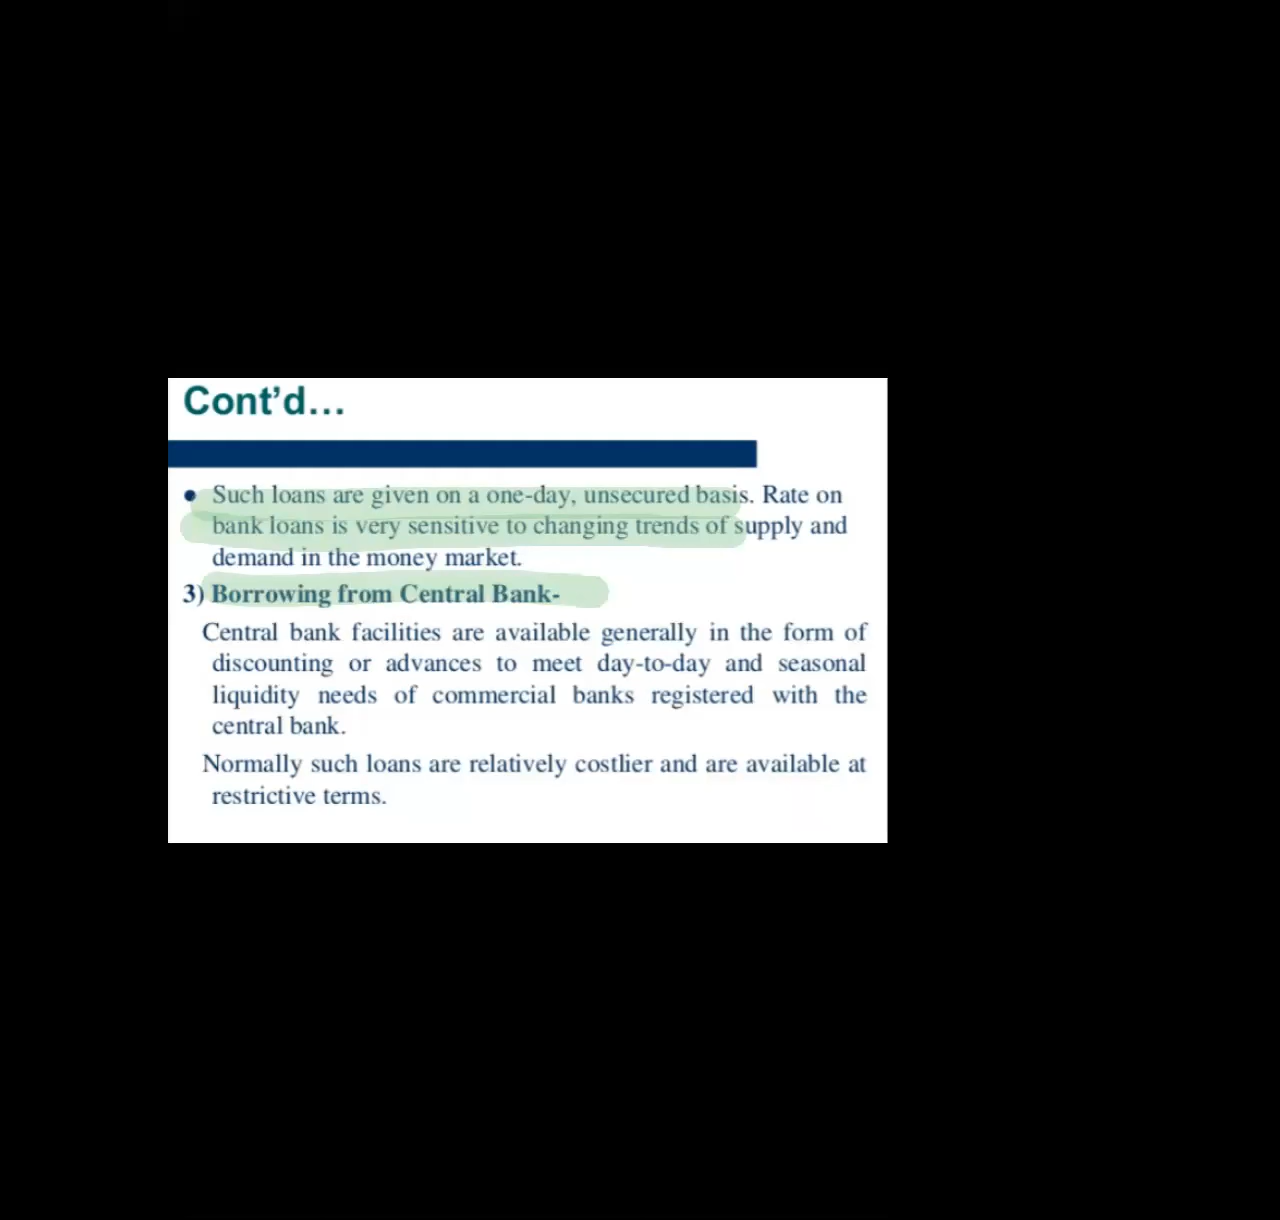 Cont’d…
● Such loans are given on a one-day, unsecured basis. Rate on
bank loans is very sensitive to changing trends of supply and
demand in the money market.
3) Borrowing from Central Bank-
Central bank facilities are available generally in the form of
discounting or advances to meet day-to-day and seasonal
liquidity needs of commercial banks registered with the
central bank.
Normally such loans are relatively costlier and are available at
restrictive terms.